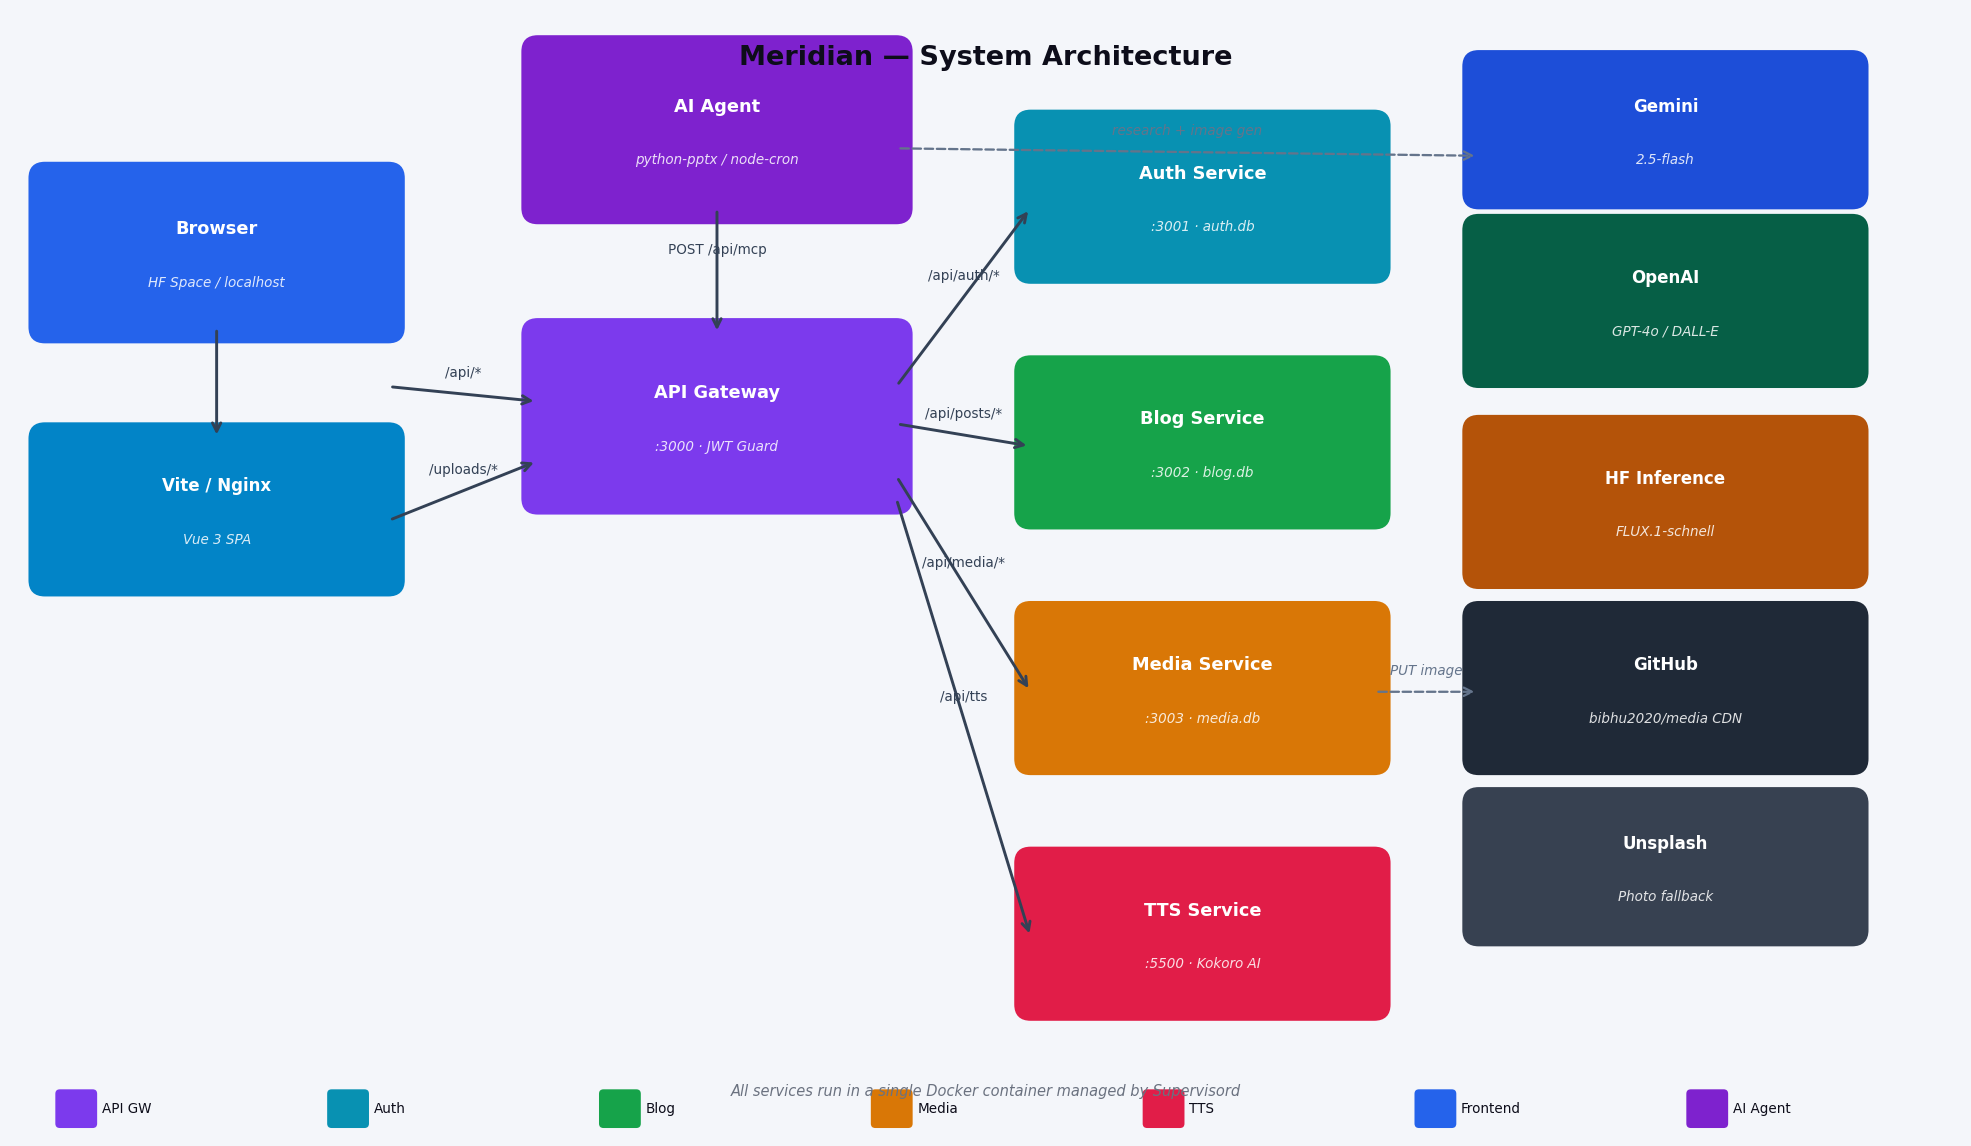 Meridian — System Architecture
AI Agent
python-pptx / node-cron
Gemini
2.5-flash
research + image gen
Auth Service
:3001 · auth.db
Browser
HF Space / localhost
POST /api/mcp
/api/auth/*
OpenAI
GPT-4o / DALL-E
/api/*
API Gateway
:3000 · JWT Guard
/api/posts/*
Blog Service
:3002 · blog.db
/uploads/*
Vite / Nginx
Vue 3 SPA
HF Inference
FLUX.1-schnell
/api/media/*
Media Service
:3003 · media.db
PUT image
GitHub
bibhu2020/media CDN
/api/tts
Unsplash
Photo fallback
TTS Service
:5500 · Kokoro AI
All services run in a single Docker container managed by Supervisord
API GW
Auth
Blog
Media
TTS
Frontend
AI Agent